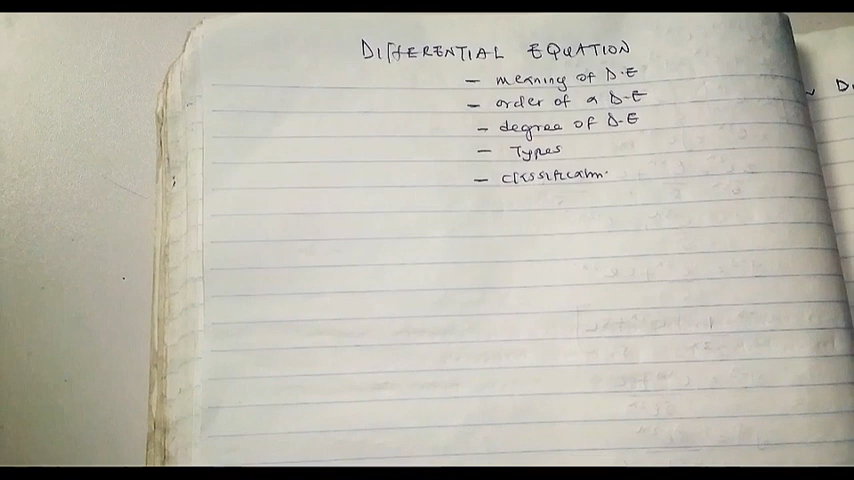 DIFFERENTIAL EQUATION
- meaning of D.E
- order of a D.E
- degree of D.E
- Types
- classification.
D